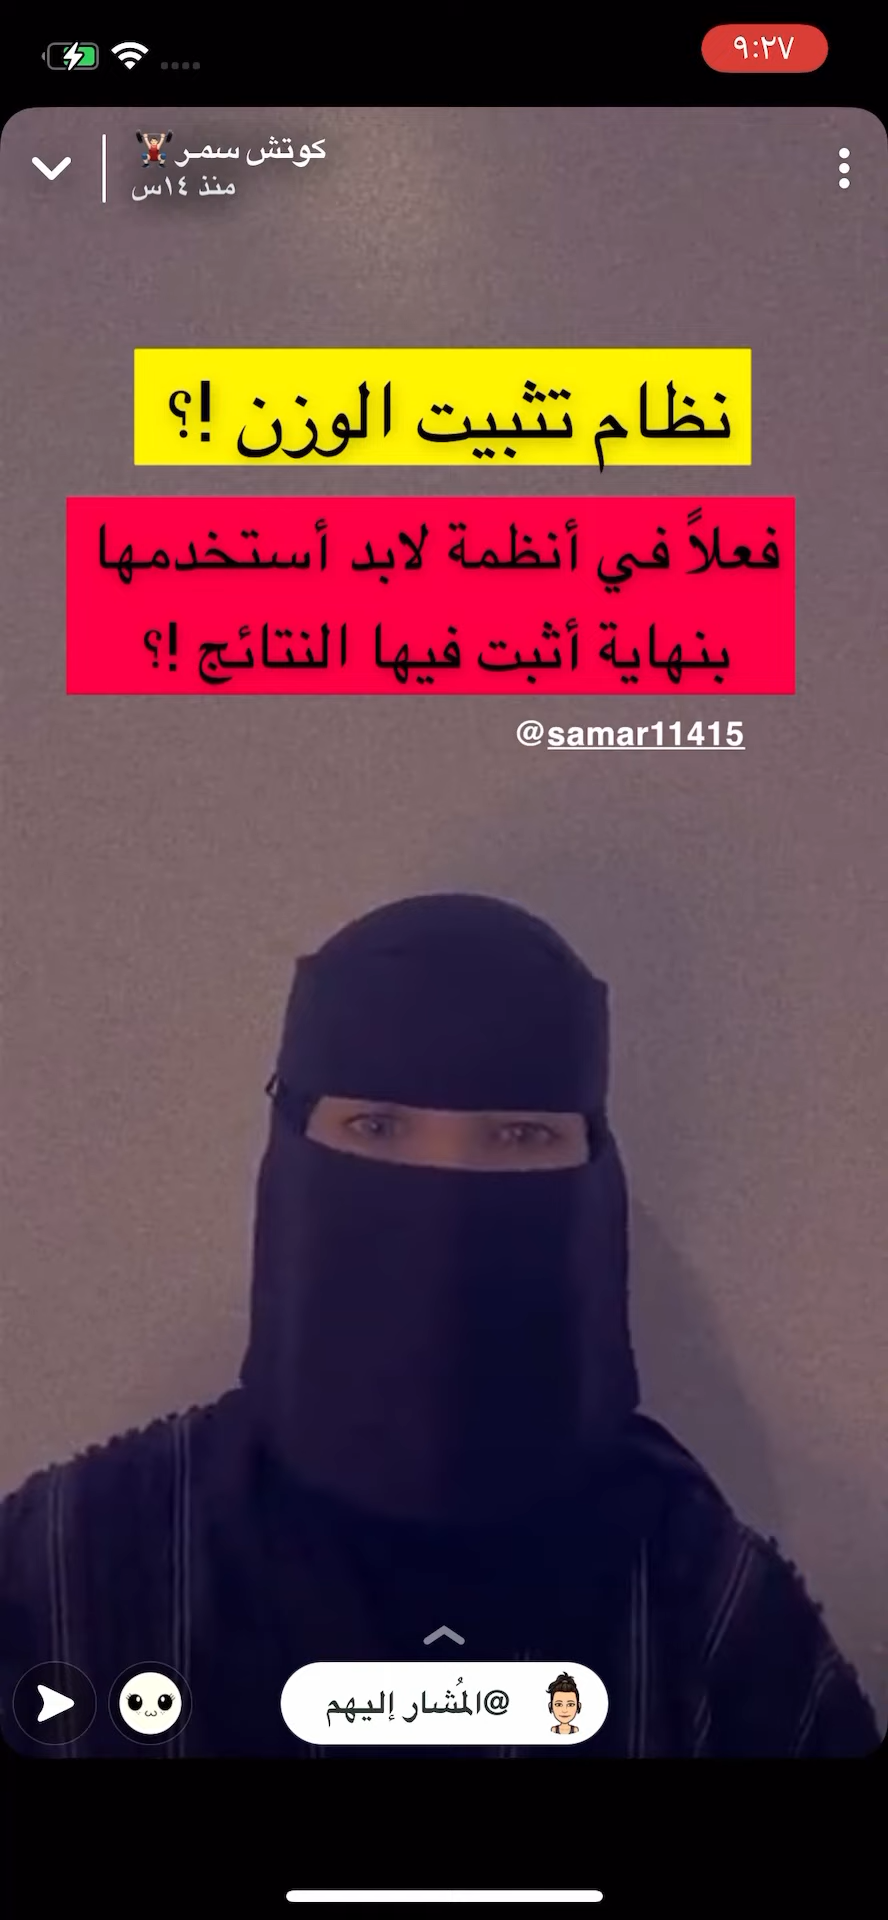 ٩:٢٧
كوتش سمر
منذ ١٤س
نظام تثبيت الوزن !؟
فعلاً في أنظمة لابد أستخدمها
بنهاية أثبت فيها النتائج !؟
@samar11415
@المُشار إليهم